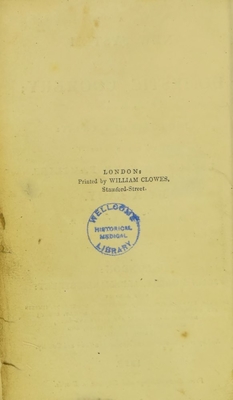 LONDON:
Printed by WILLIAM CLOWES,
Stamford-Street.
WELLCOME
HISTORICAL
MEDICAL
LIBRARY